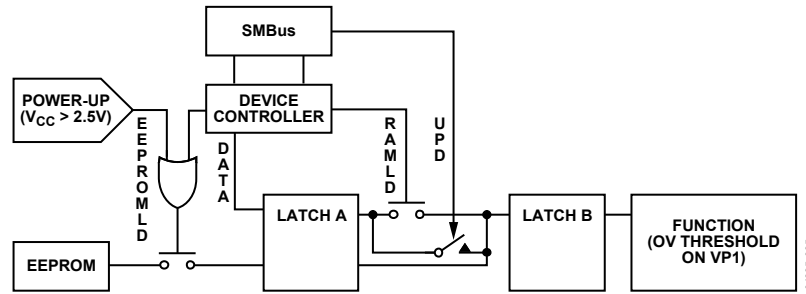 SMBus
DEVICE
CONTROLLER
POWER-UP
(VCC > 2.5V)
EEPROMLD
DATA
RAMLD
UPD
EEPROM
LATCH A
LATCH B
FUNCTION
(OV THRESHOLD
ON VP1)